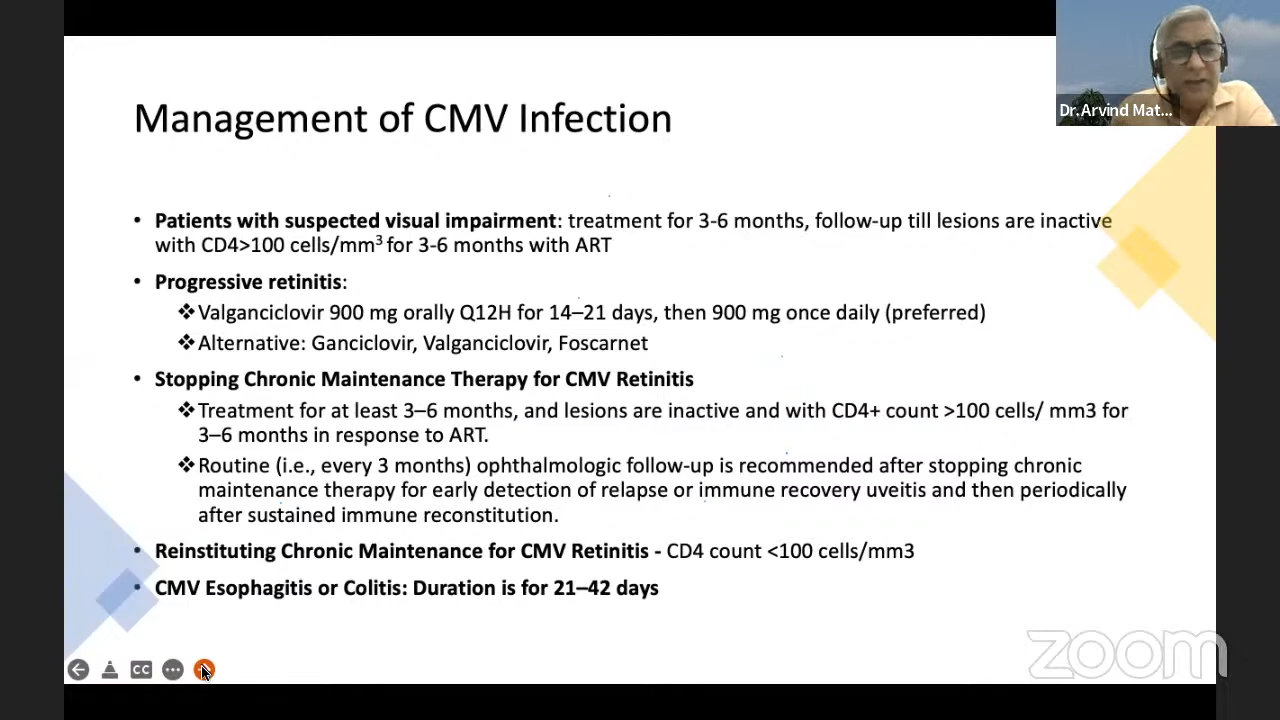 Dr.Arvind Mat...
Management of CMV Infection
• Patients with suspected visual impairment: treatment for 3-6 months, follow-up till lesions are inactive
with CD4>100 cells/mm³ for 3-6 months with ART
• Progressive retinitis:
❖Valganciclovir 900 mg orally Q12H for 14–21 days, then 900 mg once daily (preferred)
❖Alternative: Ganciclovir, Valganciclovir, Foscarnet
• Stopping Chronic Maintenance Therapy for CMV Retinitis
❖Treatment for at least 3–6 months, and lesions are inactive and with CD4+ count >100 cells/ mm3 for
3–6 months in response to ART.
❖Routine (i.e., every 3 months) ophthalmologic follow-up is recommended after stopping chronic
maintenance therapy for early detection of relapse or immune recovery uveitis and then periodically
after sustained immune reconstitution.
• Reinstituting Chronic Maintenance for CMV Retinitis - CD4 count <100 cells/mm3
• CMV Esophagitis or Colitis: Duration is for 21–42 days
CC
zoom